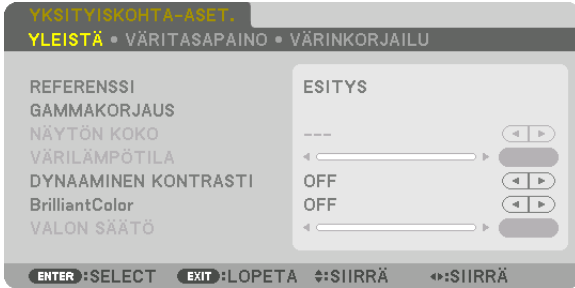 YKSITYISKOHTA-ASET.
YLEISTÄ • VÄRITASAPAINO • VÄRINKORJAILU
REFERENSSI ESITYS
GAMMAKORJAUS
NÄYTÖN KOKO ---
VÄRILÄMPÖTILA
DYNAAMINEN KONTRASTI OFF
BrilliantColor OFF
VALON SÄÄTÖ
ENTER :SELECT EXIT :LOPETA :SIIRRÄ :SIIRRÄ